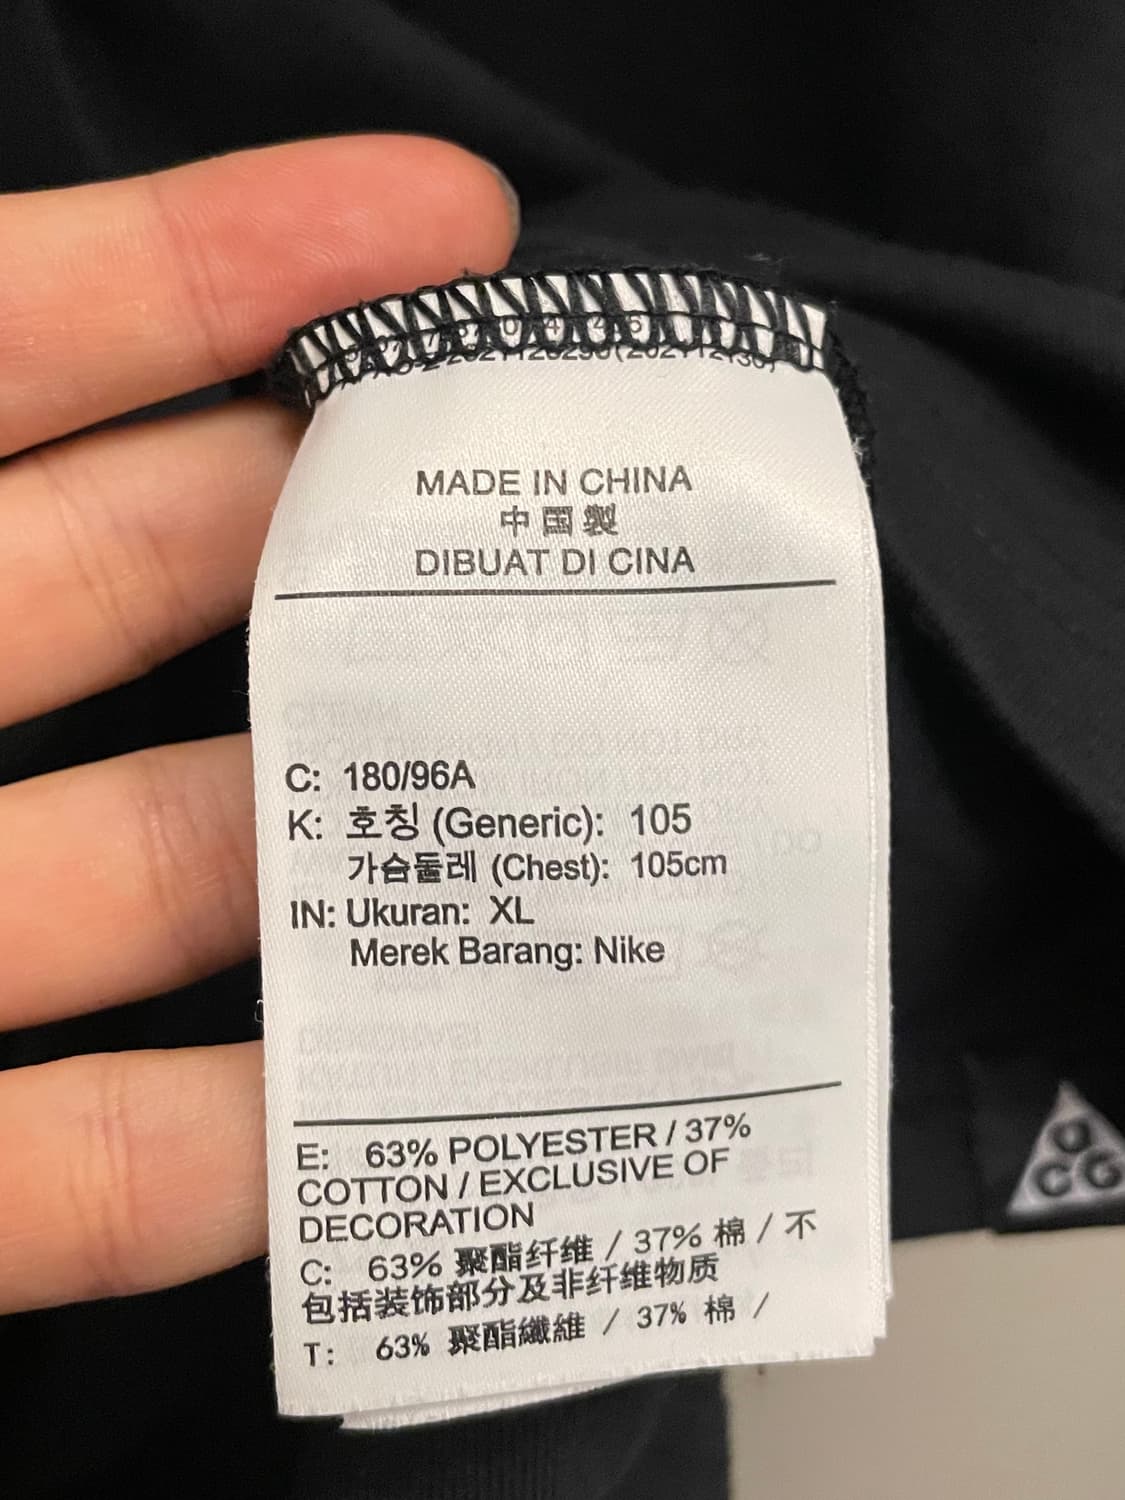 MADE IN CHINA
中国製
DIBUAT DI CINA
C: 180/96A
K: 호칭 (Generic): 105
가슴둘레 (Chest): 105cm
IN: Ukuran: XL
Merek Barang: Nike
E: 63% POLYESTER / 37%
COTTON / EXCLUSIVE OF
DECORATION
C: 63% 聚酯纤维 / 37% 棉 / 不
包括装饰部分及非纤维物质
T: 63% 聚酯纖維 / 37% 棉 /
aCG